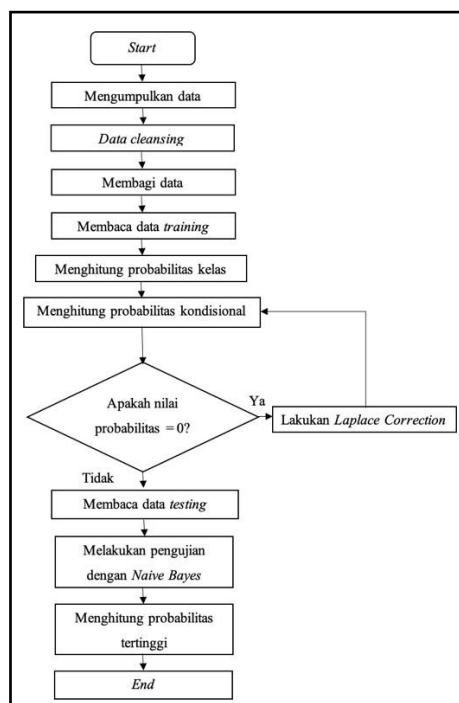 Start
Mengumpulkan data
Data cleansing
Membagi data
Membaca data training
Menghitung probabilitas kelas
Menghitung probabilitas kondisional
Apakah nilai
probabilitas = 0?
Ya
Lakukan Laplace Correction
Tidak
Membaca data testing
Melakukan pengujian
dengan Naive Bayes
Menghitung probabilitas
tertinggi
End